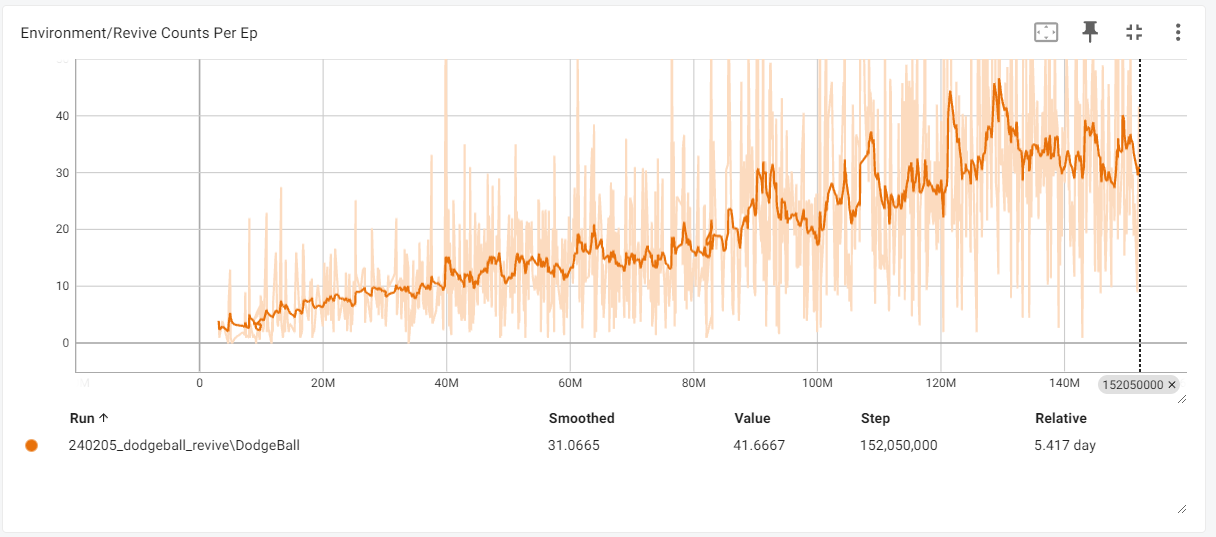 Environment/Revive Counts Per Ep
40
30
20
10
0
M 0 20M 40M 60M 80M 100M 120M 140M 152050000 ×
Run ↑ Smoothed Value Step Relative
240205_dodgeball_revive\DodgeBall 31.0665 41.6667 152,050,000 5.417 day